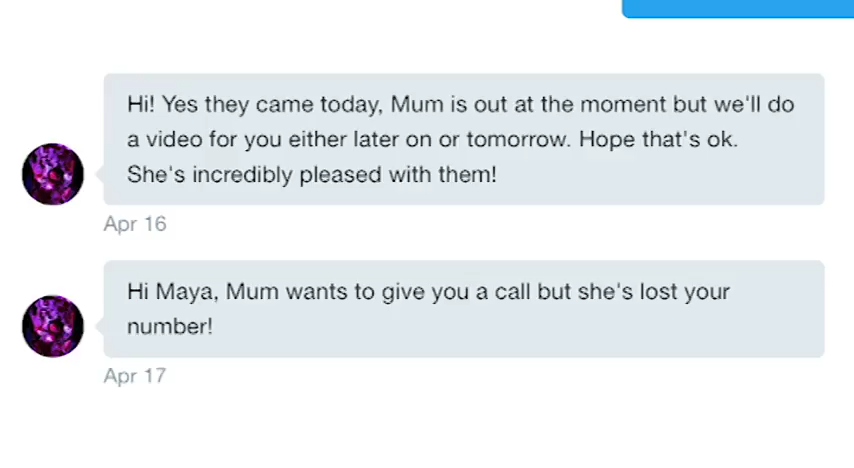 Hi! Yes they came today, Mum is out at the moment but we'll do
a video for you either later on or tomorrow. Hope that's ok.
She's incredibly pleased with them!
Apr 16
Hi Maya, Mum wants to give you a call but she's lost your
number!
Apr 17